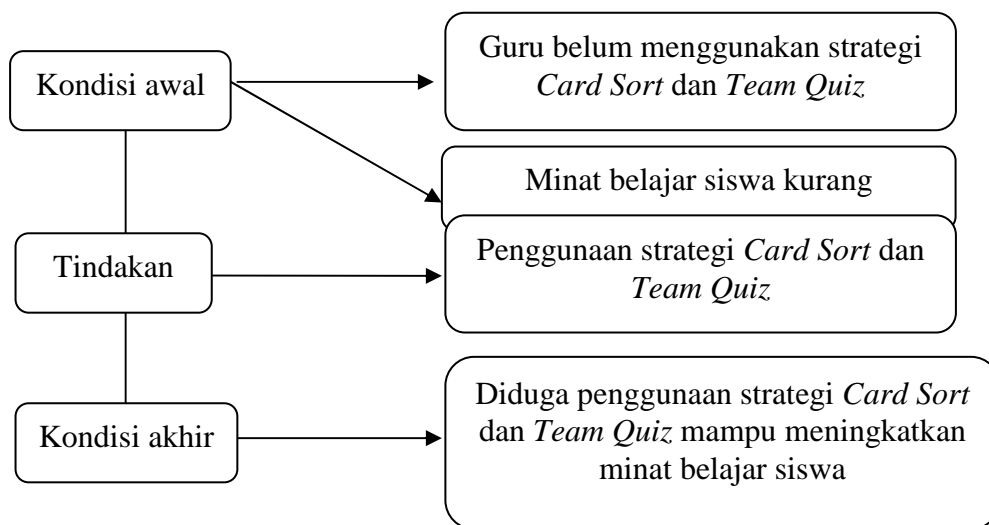 Guru belum menggunakan strategi
Card Sort dan Team Quiz
Kondisi awal
Minat belajar siswa kurang
Penggunaan strategi Card Sort dan
Team Quiz
Tindakan
Diduga penggunaan strategi Card Sort
dan Team Quiz mampu meningkatkan
minat belajar siswa
Kondisi akhir